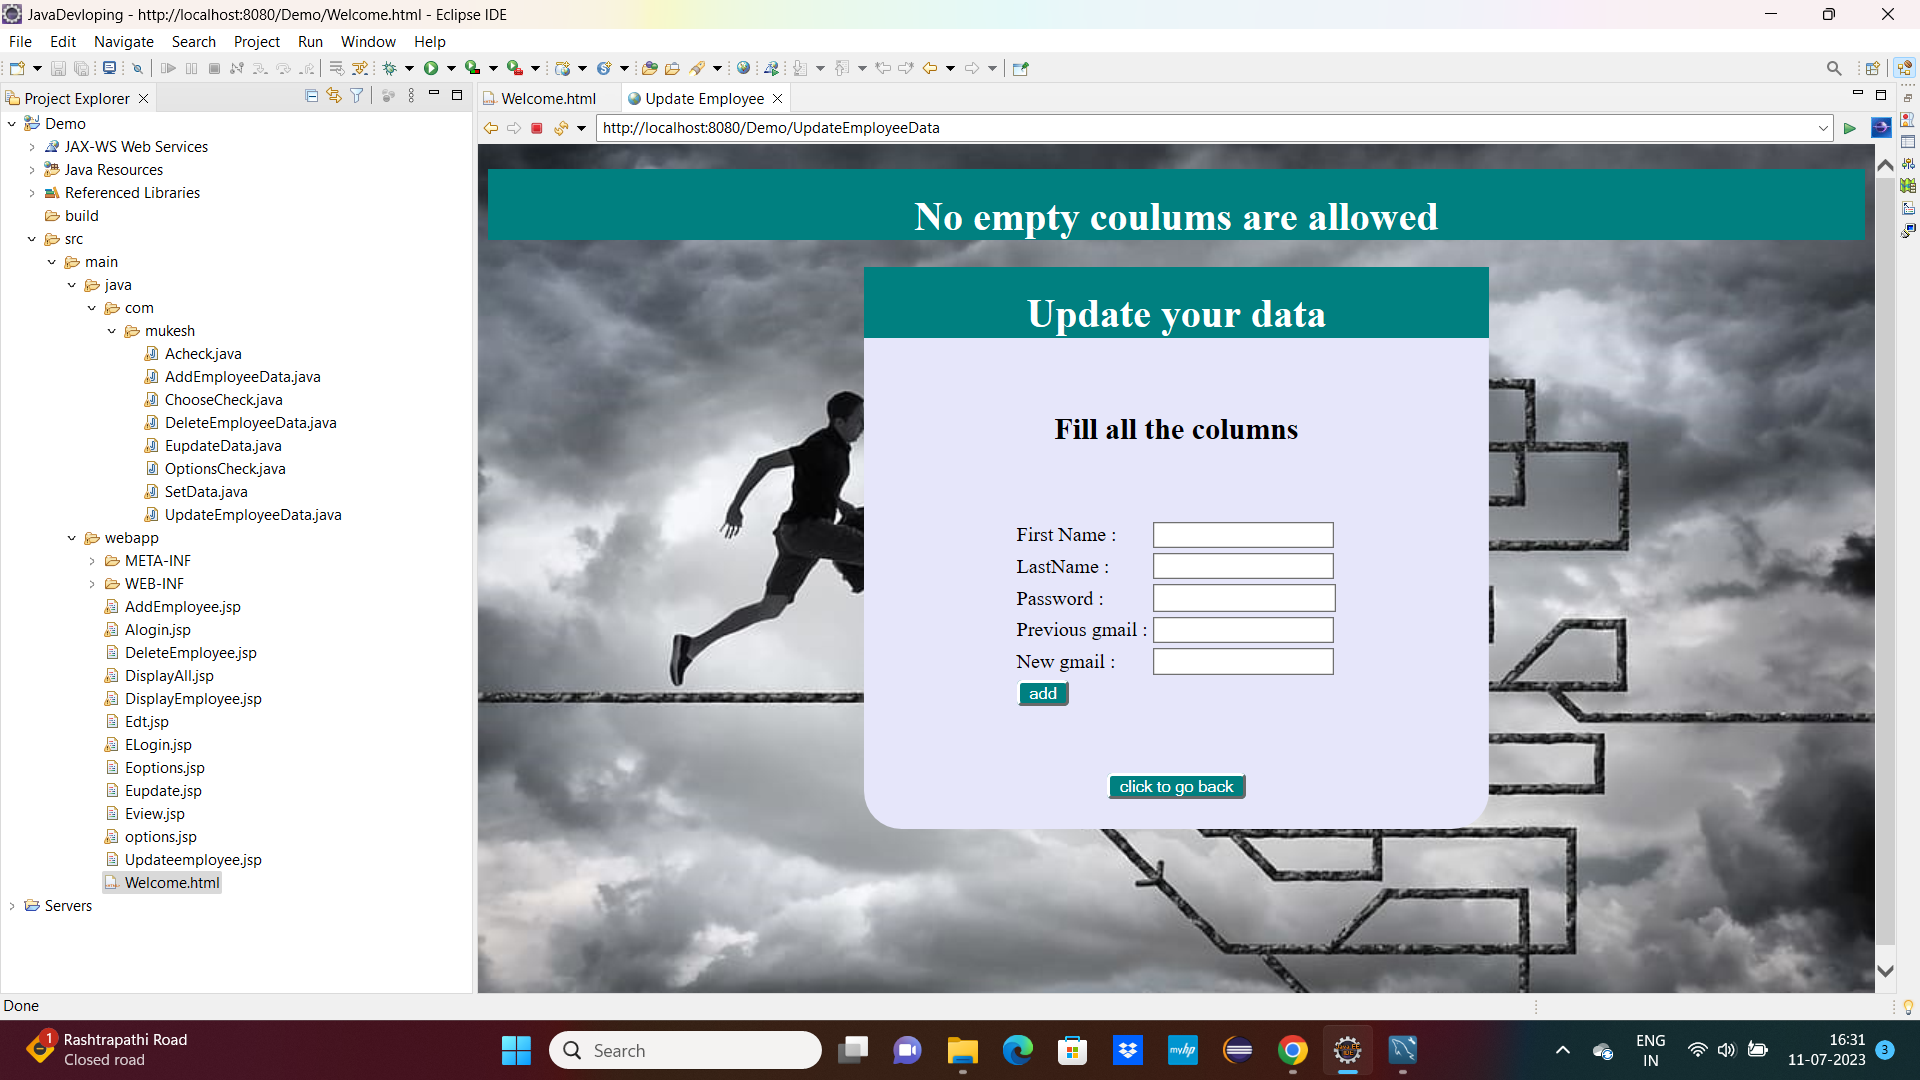 JavaDevloping - http://localhost:8080/Demo/Welcome.html - Eclipse IDE
File Edit Navigate Search Project Run Window Help
Project Explorer
Demo
JAX-WS Web Services
Java Resources
Referenced Libraries
build
src
main
java
com
mukesh
Acheck.java
AddEmployeeData.java
ChooseCheck.java
DeleteEmployeeData.java
EupdateData.java
OptionsCheck.java
SetData.java
UpdateEmployeeData.java
webapp
META-INF
WEB-INF
AddEmployee.jsp
Alogin.jsp
DeleteEmployee.jsp
DisplayAll.jsp
DisplayEmployee.jsp
Edt.jsp
ELogin.jsp
Eoptions.jsp
Eupdate.jsp
Eview.jsp
options.jsp
Updateemployee.jsp
Welcome.html
Servers
Welcome.html Update Employee
http://localhost:8080/Demo/UpdateEmployeeData
No empty coulums are allowed
Update your data
Fill all the columns
First Name :
LastName :
Password :
Previous gmail :
New gmail :
add
click to go back
Done
1
Rashtrapathi Road
Closed road
Search
myhp
IDE
ENG
IN
16:31
11-07-2023
3